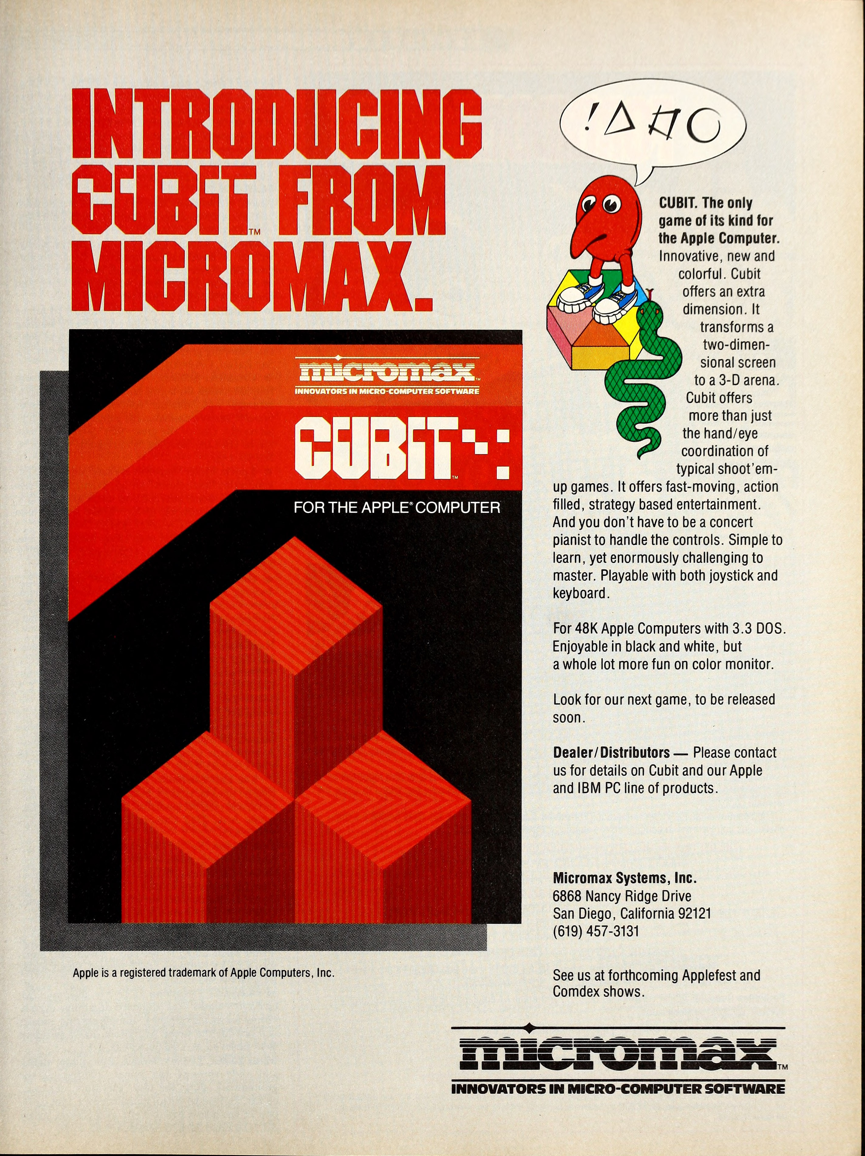 INTRODUCING
CUBIT™ FROM
MICROMAX.
micromax™
INNOVATORS IN MICRO-COMPUTER SOFTWARE
CUBIT™
FOR THE APPLE® COMPUTER
Apple is a registered trademark of Apple Computers, Inc.
CUBIT. The only
game of its kind for
the Apple Computer.
Innovative, new and
colorful. Cubit
offers an extra
dimension. It
transforms a
two-dimen-
sional screen
to a 3-D arena.
Cubit offers
more than just
the hand/eye
coordination of
typical shoot'em-
up games. It offers fast-moving, action
filled, strategy based entertainment.
And you don't have to be a concert
pianist to handle the controls. Simple to
learn, yet enormously challenging to
master. Playable with both joystick and
keyboard.
For 48K Apple Computers with 3.3 DOS.
Enjoyable in black and white, but
a whole lot more fun on color monitor.
Look for our next game, to be released
soon.
Dealer/Distributors — Please contact
us for details on Cubit and our Apple
and IBM PC line of products.
Micromax Systems, Inc.
6868 Nancy Ridge Drive
San Diego, California 92121
(619) 457-3131
See us at forthcoming Applefest and
Comdex shows.
micromax™
INNOVATORS IN MICRO-COMPUTER SOFTWARE